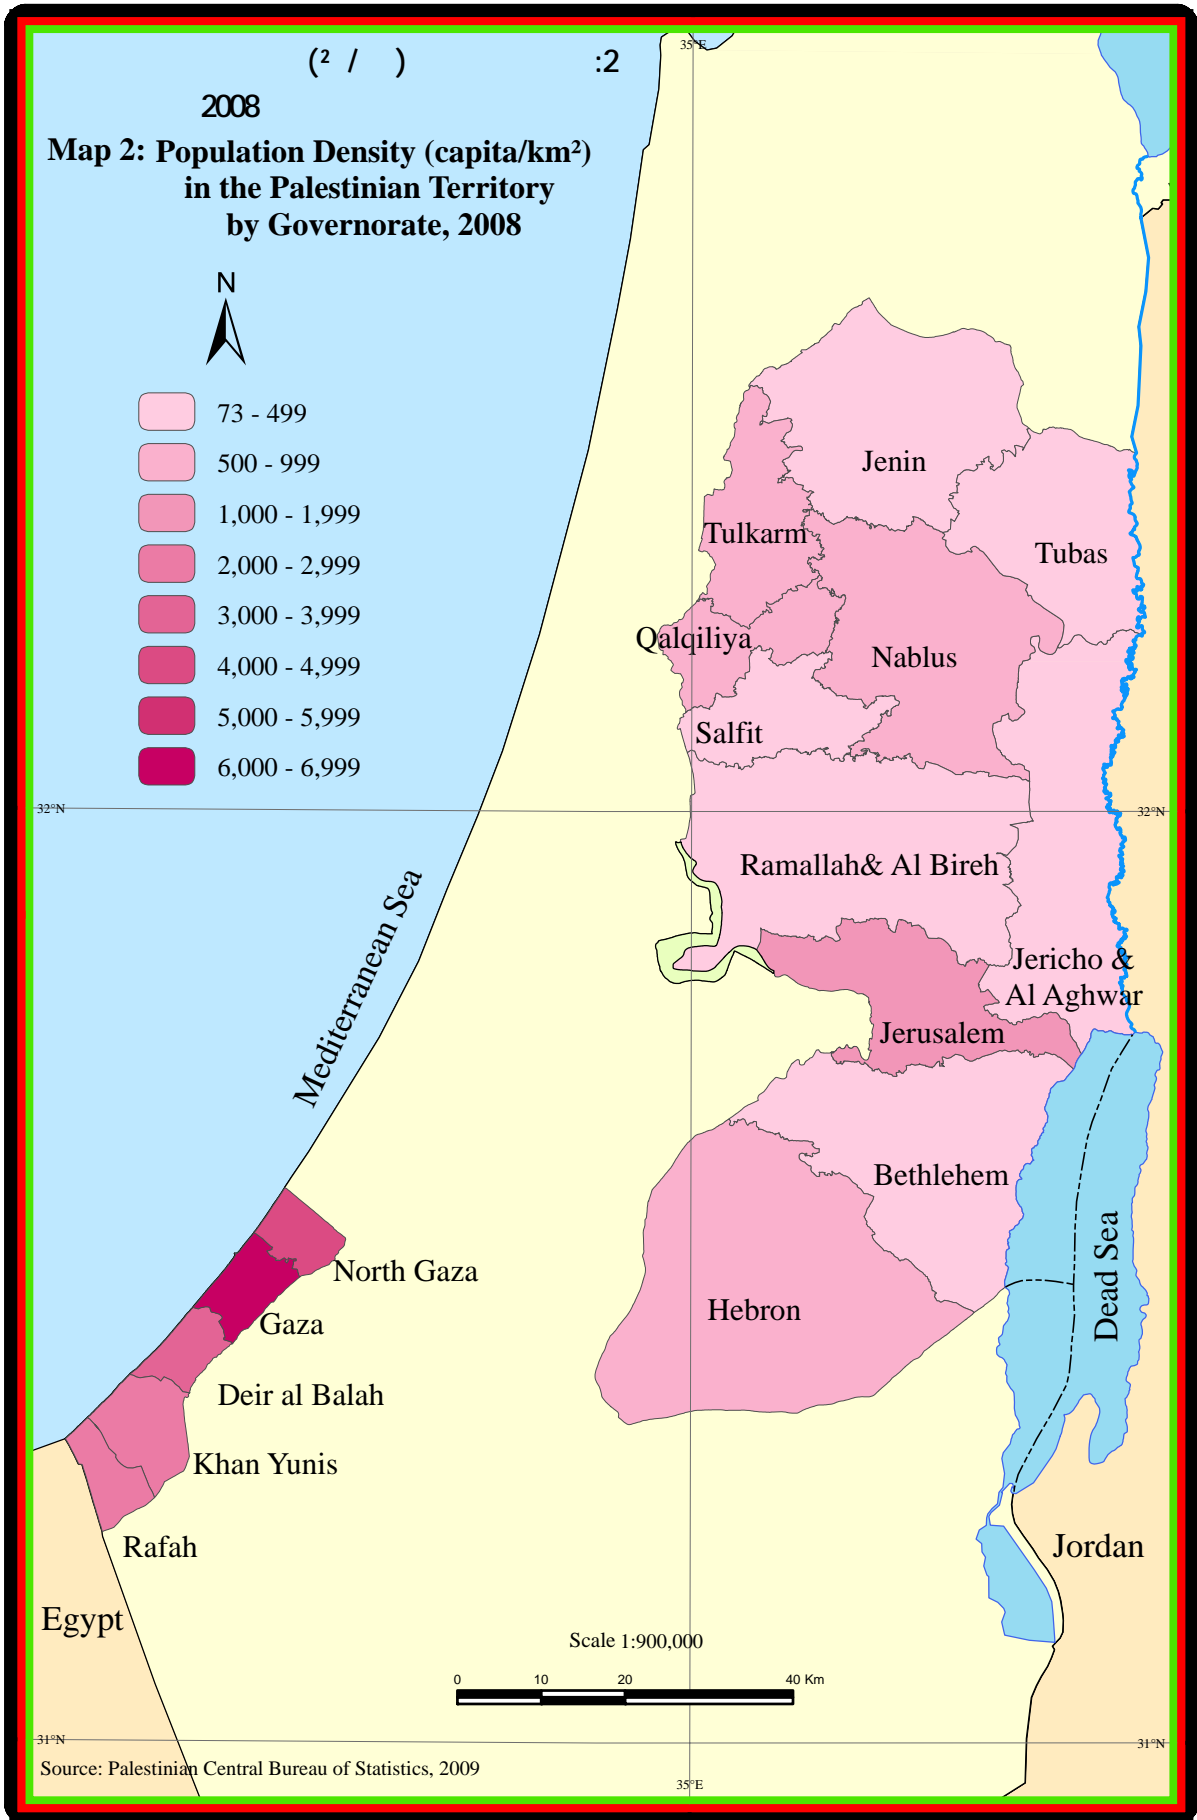 (² / ) :2
2008
Map 2: Population Density (capita/km²)
in the Palestinian Territory
by Governorate, 2008
N
73 - 499
500 - 999
1,000 - 1,999
2,000 - 2,999
3,000 - 3,999
4,000 - 4,999
5,000 - 5,999
6,000 - 6,999
35°E
Jenin
Tulkarm
Tubas
Qalqiliya
Nablus
Salfit
32°N
32°N
Ramallah& Al Bireh
Mediterranean Sea
Jericho &
Al Aghwar
Jerusalem
Bethlehem
Dead Sea
North Gaza
Hebron
Gaza
Deir al Balah
Khan Yunis
Rafah
Jordan
Egypt
Scale 1:900,000
0 10 20 40 Km
31°N
31°N
Source: Palestinian Central Bureau of Statistics, 2009
35°E